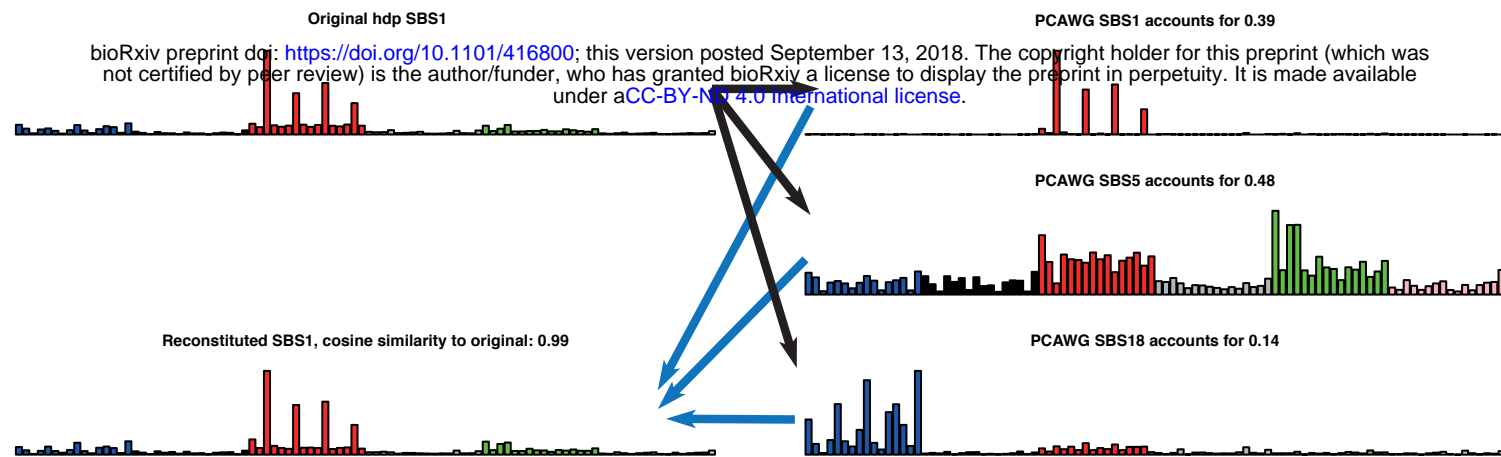 Original hdp SBS1
PCAWG SBS1 accounts for 0.39
bioRxiv preprint doi: https://doi.org/10.1101/416800; this version posted September 13, 2018. The copyright holder for this preprint (which was
not certified by peer review) is the author/funder, who has granted bioRxiv a license to display the preprint in perpetuity. It is made available
under aCC-BY-ND 4.0 International license.
PCAWG SBS5 accounts for 0.48
Reconstituted SBS1, cosine similarity to original: 0.99
PCAWG SBS18 accounts for 0.14